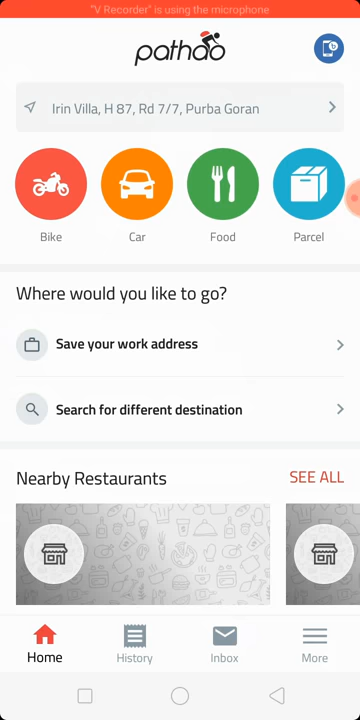 "V Recorder" is using the microphone
pathao
Irin Villa, H 87, Rd 7/7, Purba Goran
Bike Car Food Parcel
Where would you like to go?
Save your work address
Search for different destination
Nearby Restaurants SEE ALL
Home History Inbox More